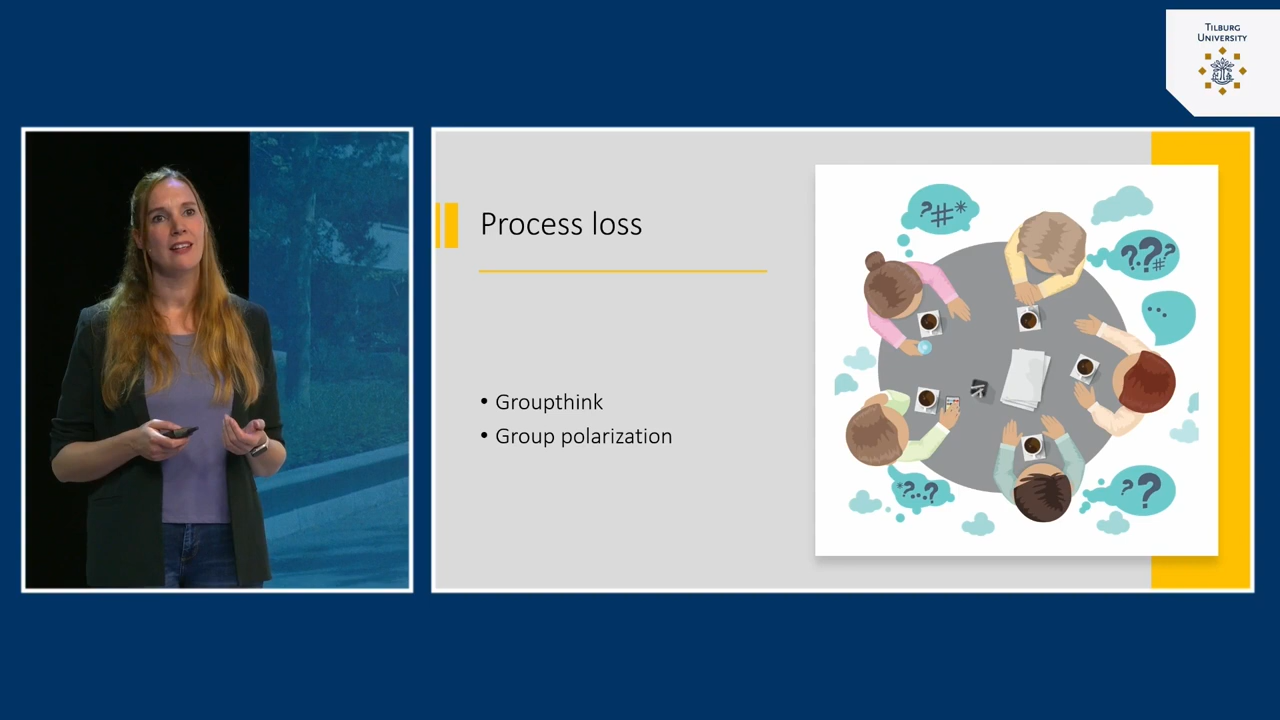 TILBURG
UNIVERSITY
Process loss
?#*
??#
...
• Groupthink
• Group polarization
*?..?
??